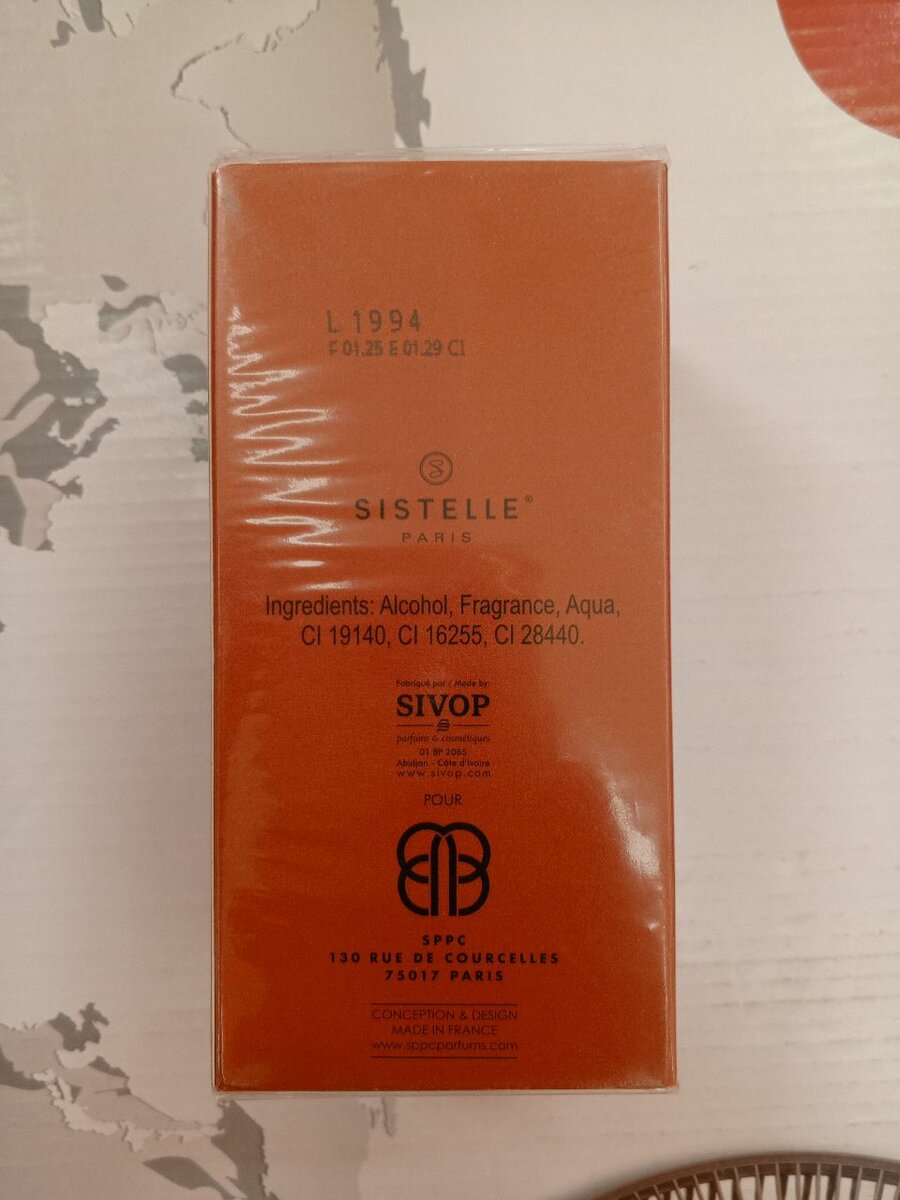 L 1994
F 01.25 E 01.29 CI
SISTELLE®
PARIS
Ingredients: Alcohol, Fragrance, Aqua,
CI 19140, CI 16255, CI 28440.
Fabriqué par / Made by:
SIVOP
parfums & cosmétiques
01 BP 2085
Abidjan - Côte d'Ivoire
www.sivop.com
POUR
SPPC
130 RUE DE COURCELLES
75017 PARIS
CONCEPTION & DESIGN
MADE IN FRANCE
www.sppcparfums.com